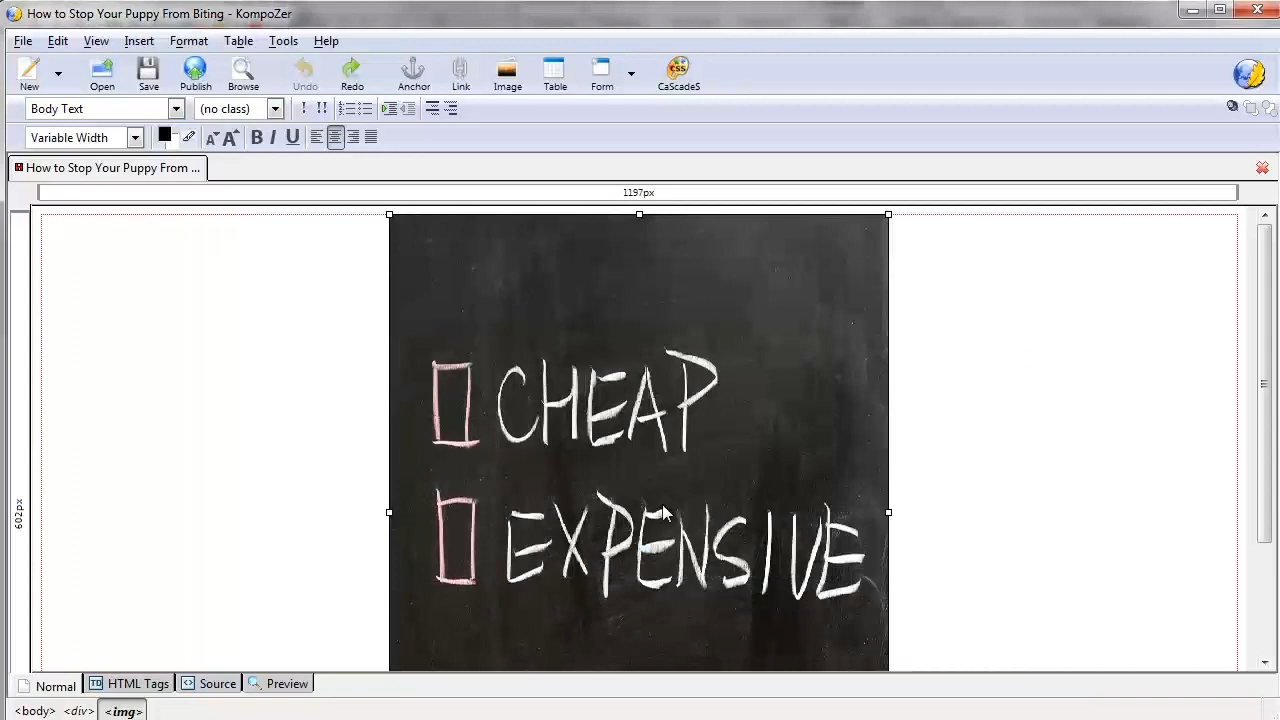 How to Stop Your Puppy From Biting - KompoZer
File Edit View Insert Format Table Tools Help
New Open Save Publish Browse Undo Redo Anchor Link Image Table Form CaScadeS
Body Text (no class)
Variable Width B I U
How to Stop Your Puppy From ...
1197px
602px
CHEAP
EXPENSIVE
Normal HTML Tags Source Preview
<body> <div> <img>